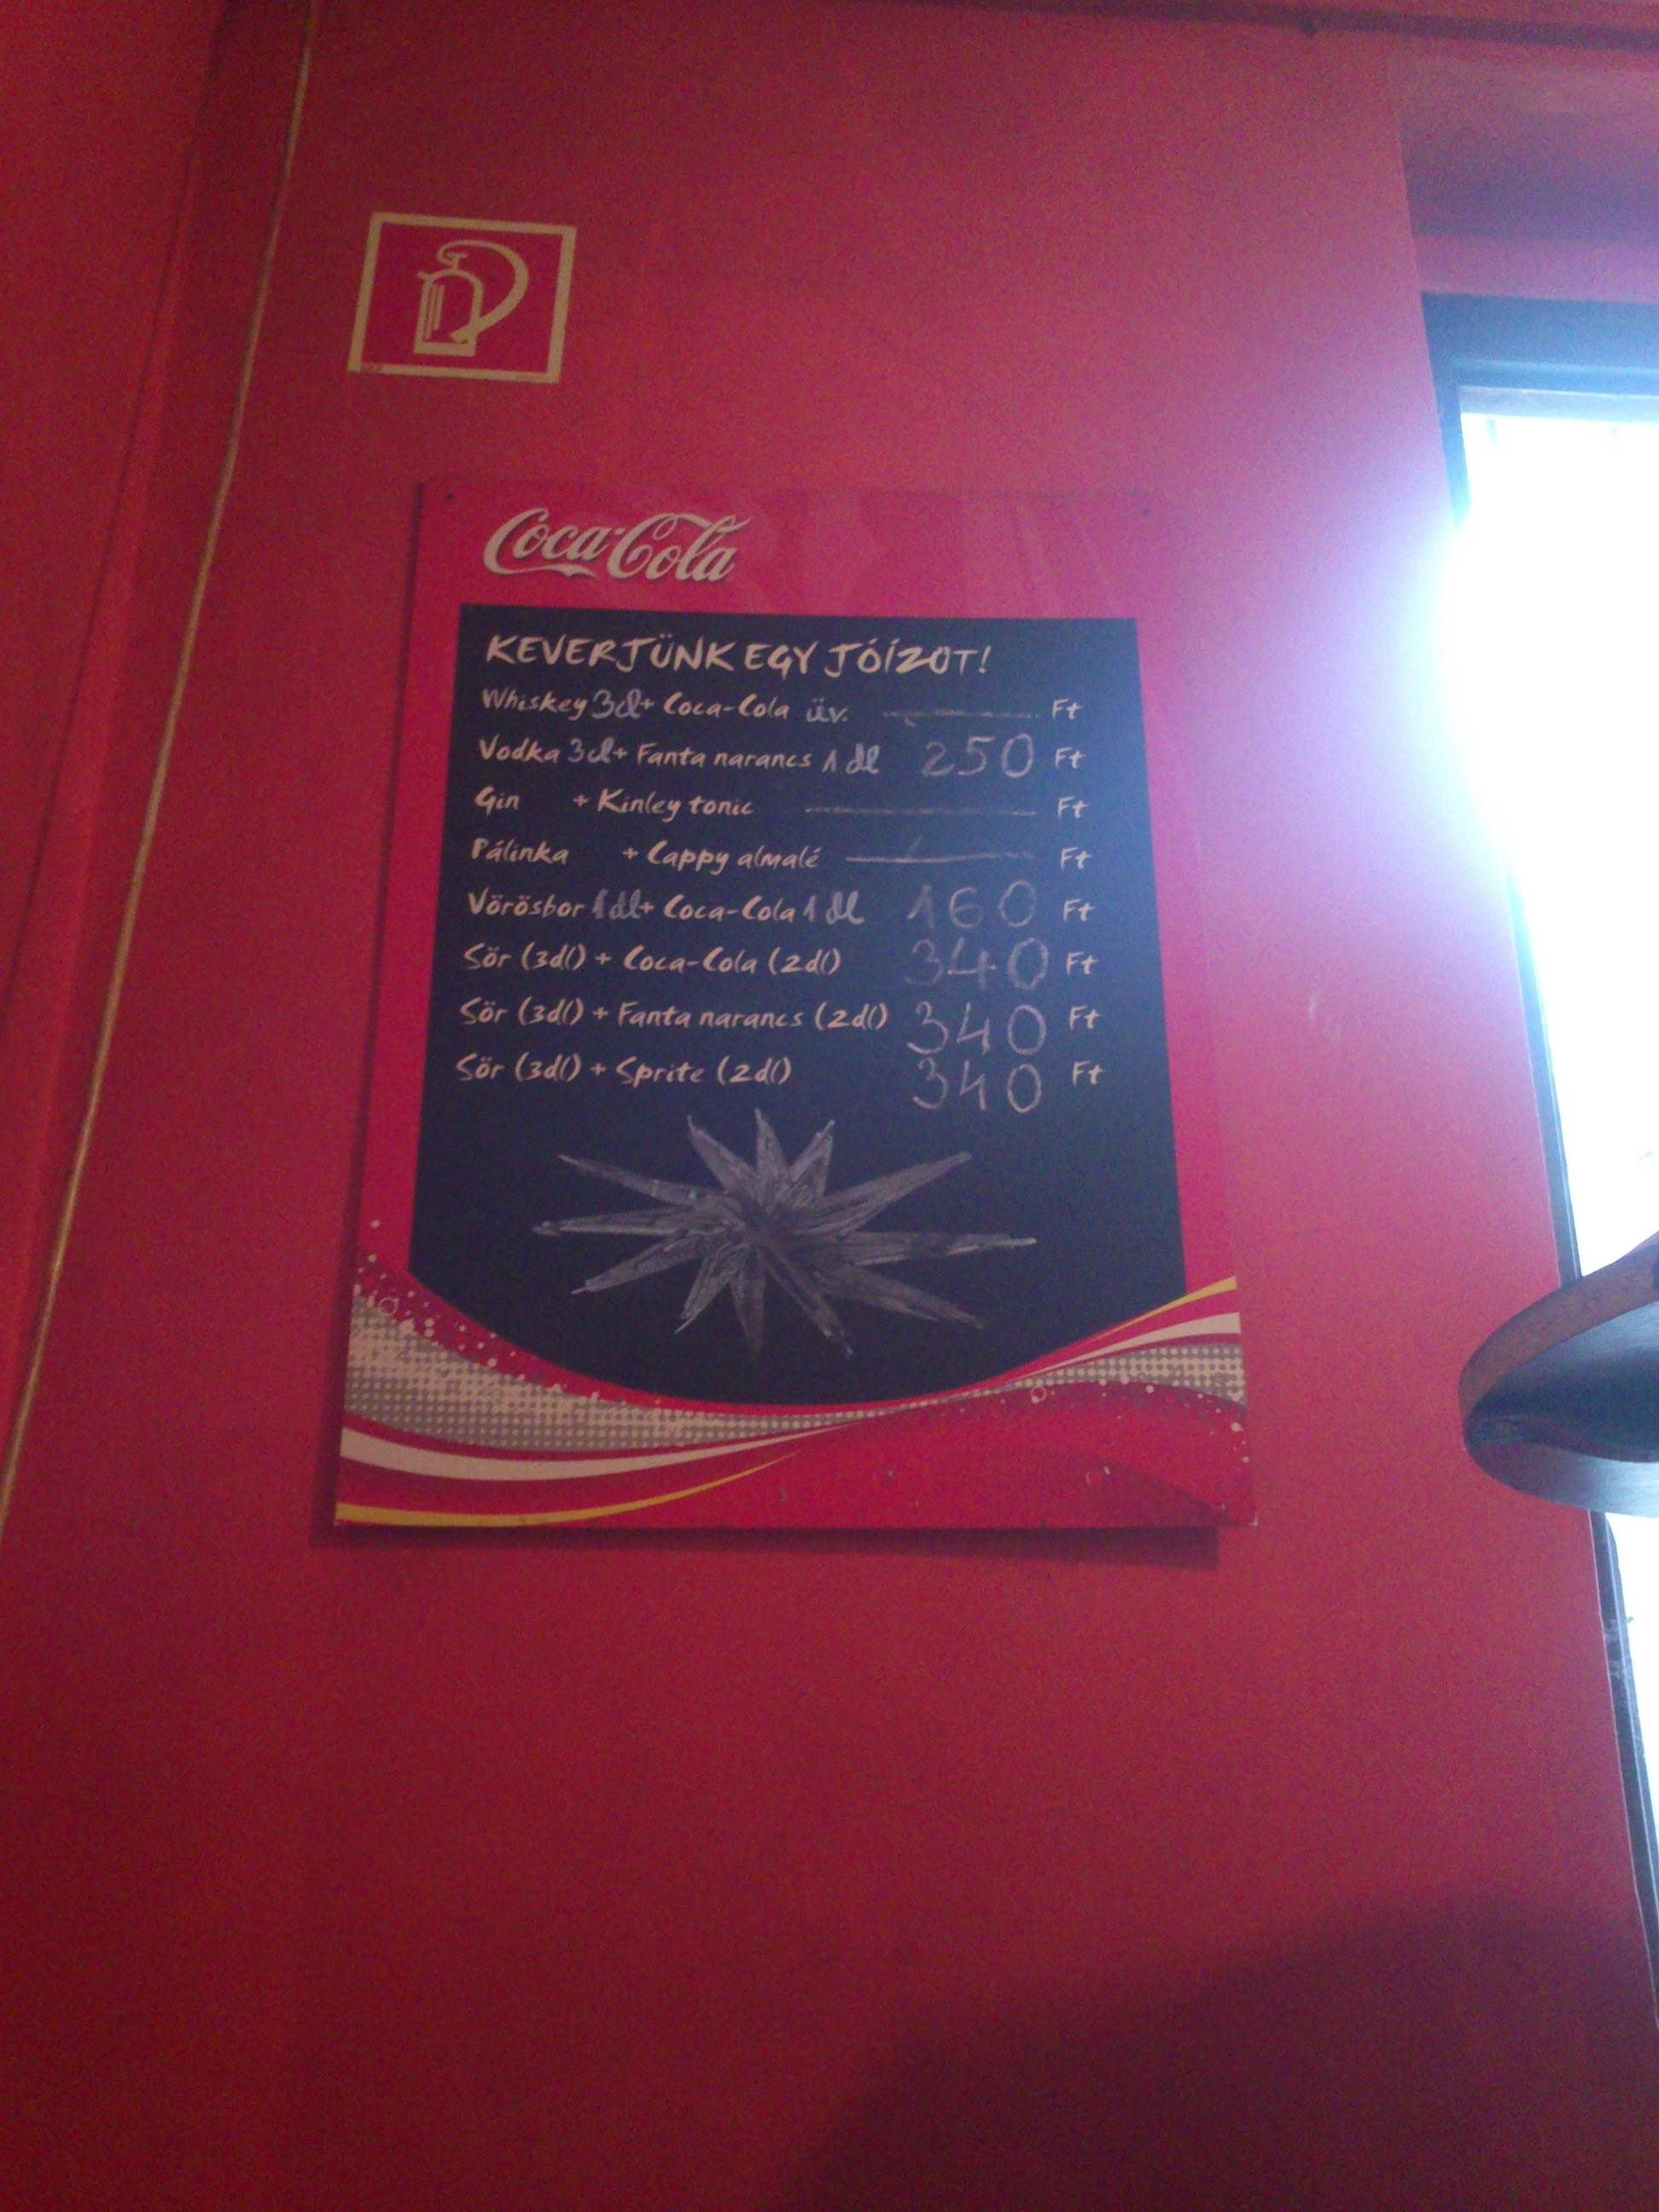 Coca-Cola
KEVERJÜNK EGY JÓÍZŰT!
Whiskey 3cl+ Coca-Cola üv. Ft
Vodka 3cl+ Fanta narancs 1 dl 250 Ft
Gin + Kinley tonic Ft
Pálinka + Cappy almalé Ft
Vörösbor 1dl+ Coca-Cola 1 dl 160 Ft
Sör (3dl) + Coca-Cola (2dl) 340 Ft
Sör (3dl) + Fanta narancs (2dl) 340 Ft
Sör (3dl) + Sprite (2dl) 340 Ft